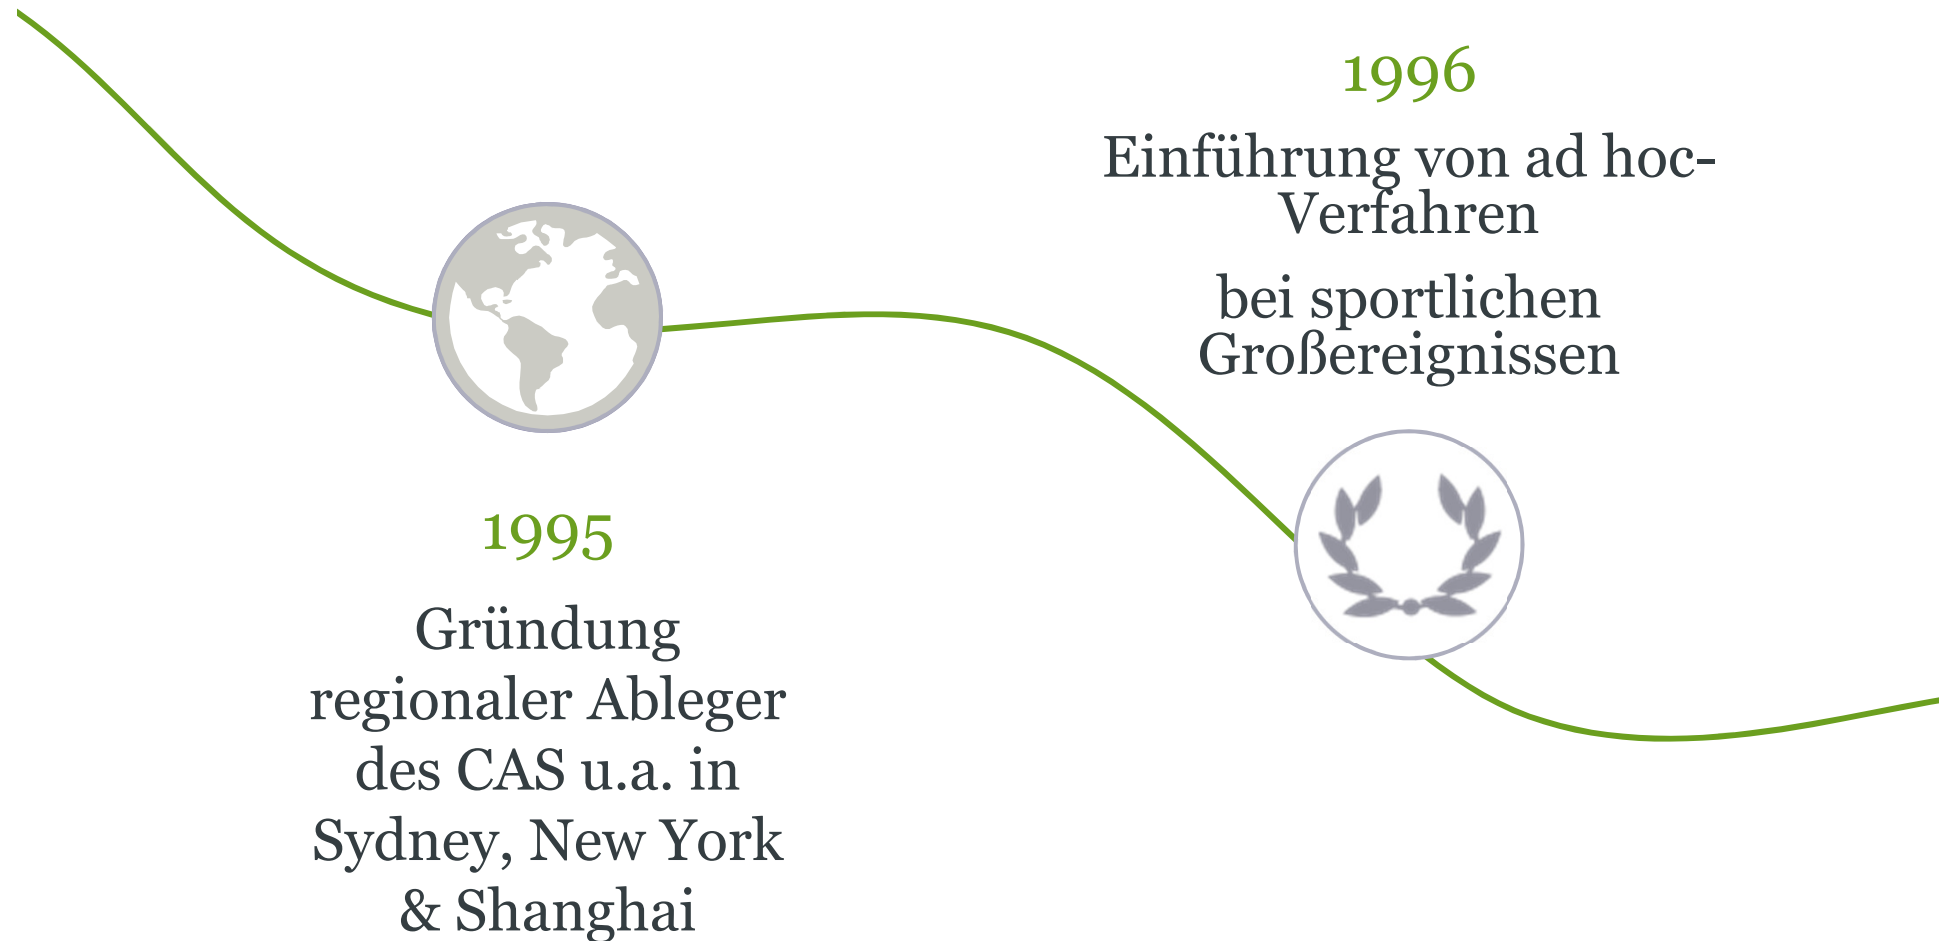 1995
Gründung
regionaler Ableger
des CAS u.a. in
Sydney, New York
& Shanghai
1996
Einführung von ad hoc-
Verfahren
bei sportlichen
Großereignissen